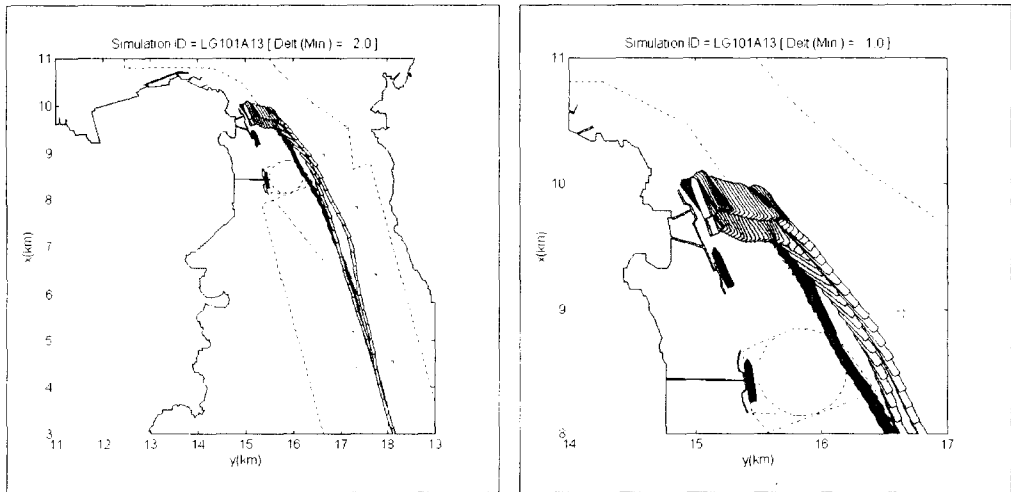 Simulation ID = LG101A13 [ Delt (Min ) = 2.0 ]
11
10
9
8
7
6
5
4
3
x(km)
11 12 13 14 15 16 17 13
y(km)
Simulation ID = LG101A13 [ Delt (Min ) = 1.0 ]
11
10
9
8
x(km)
14 15 16 17
y(km)